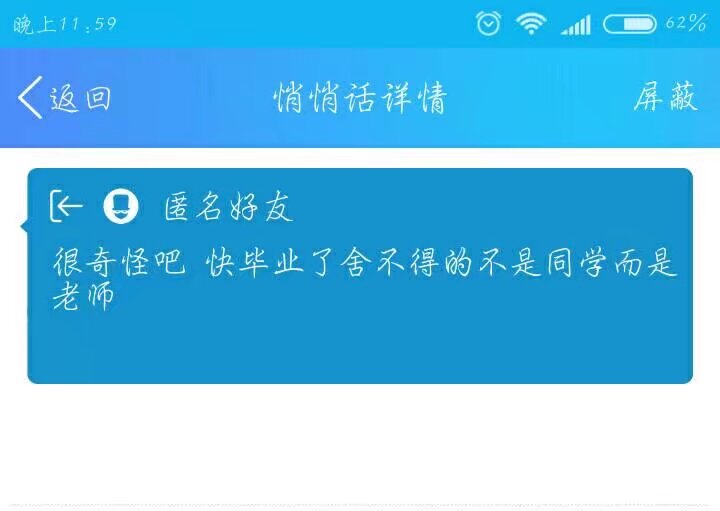 晚上11:59
62%
返回
悄悄话详情
屏蔽
匿名好友
很奇怪吧 快毕业了舍不得的不是同学而是
老师